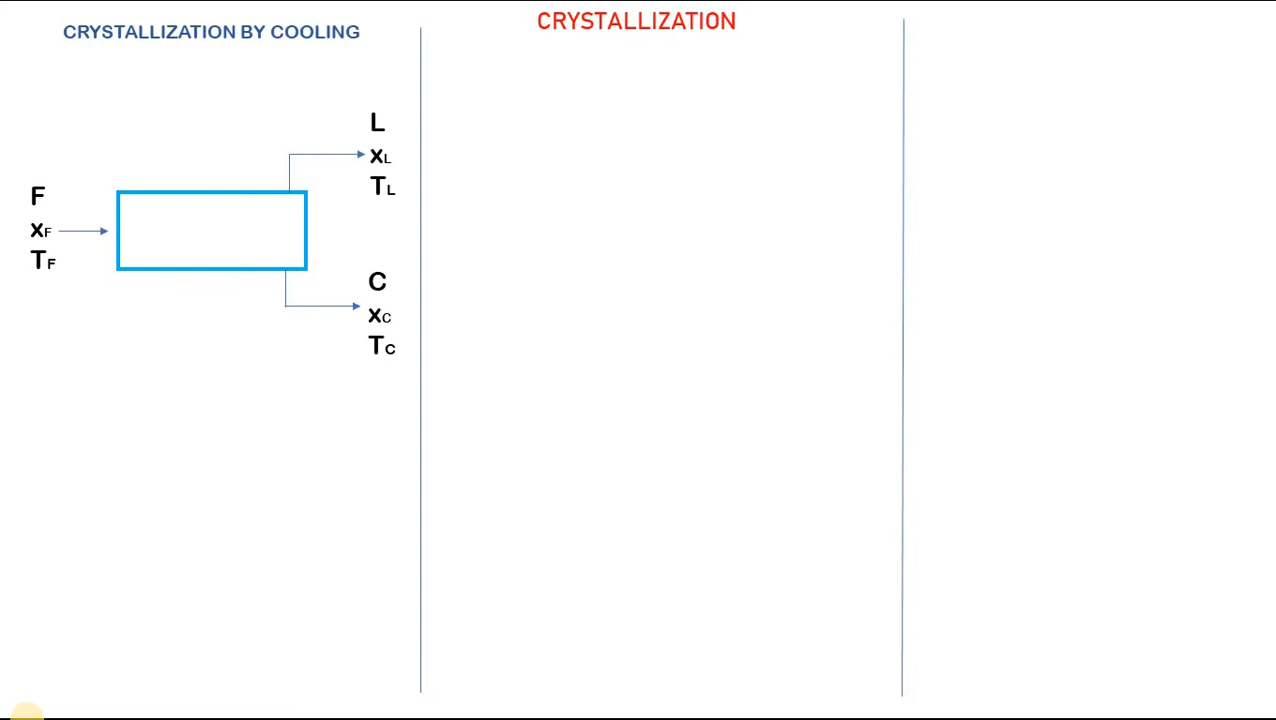 CRYSTALLIZATION
CRYSTALLIZATION BY COOLING
F
xF
TF
L
xL
TL
C
xC
TC